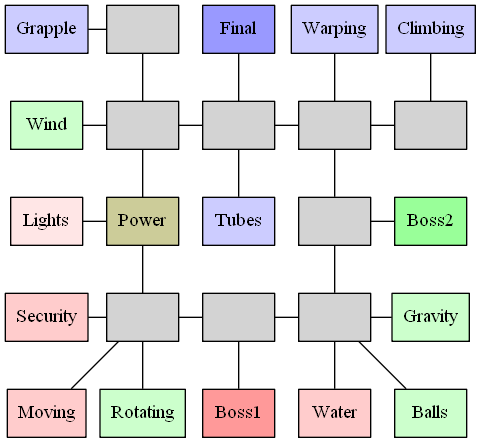 Grapple
Final
Warping
Climbing
Wind
Lights
Power
Tubes
Boss2
Security
Gravity
Moving
Rotating
Boss1
Water
Balls